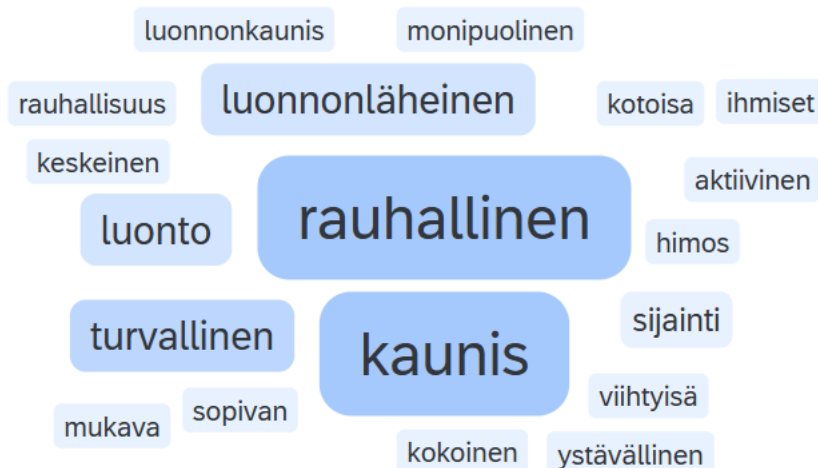 luonnonkaunis
monipuolinen
rauhallisuus
luonnonläheinen
kotoisa
ihmiset
keskeinen
aktiivinen
luonto
rauhallinen
himos
turvallinen
kaunis
sijainti
viihtyisä
mukava
sopivan
kokoinen
ystävällinen